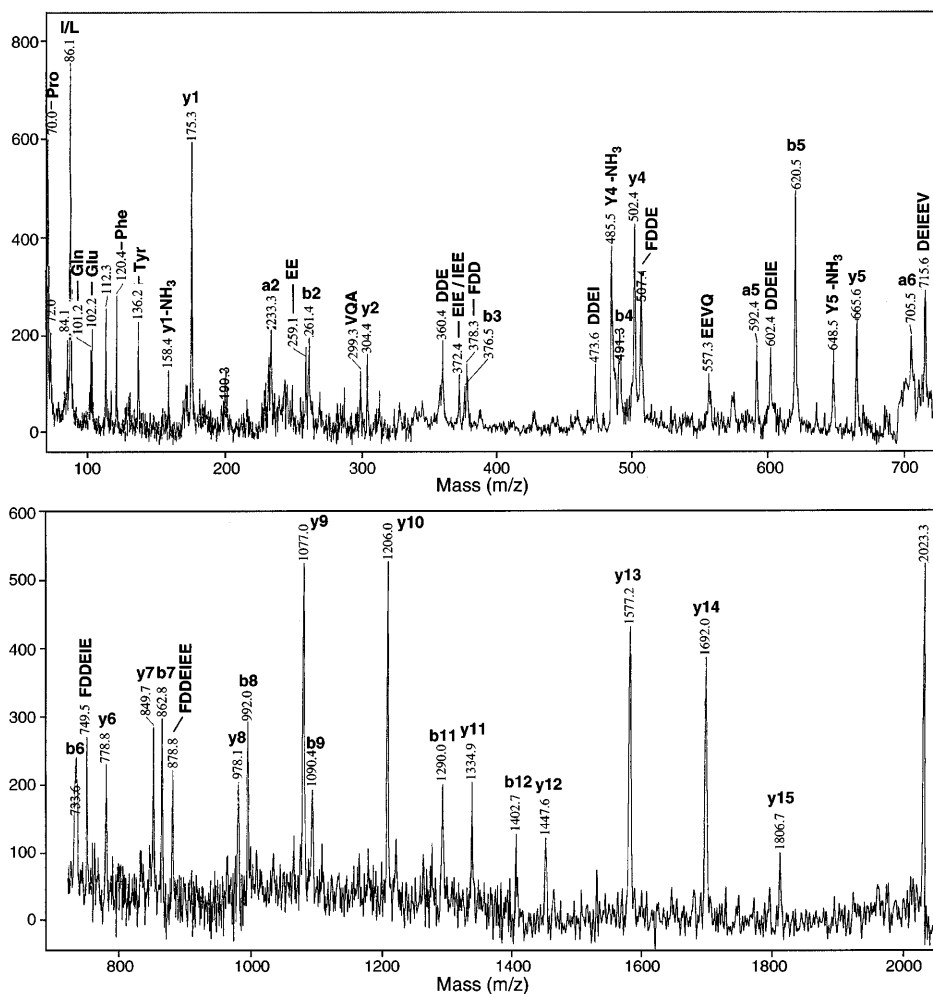 800
600
400
200
0
70.0 – Pro
I/L
86.1
72.0
84.1
Gln
101.2
Glu
102.2
112.3
120.4 – Phe
136.2 – Tyr
y1-NH3
158.4
y1
175.3
190.3
a2
233.3
EE
259.1
b2
261.4
VQA
299.3
y2
304.4
DDE
360.4
EIE / IEE
372.4
FDD
378.3
b3
376.5
DDEI
473.6
Y4 -NH3
485.5
b4
491.3
y4
502.4
FDDE
EEVQ
557.3
a5
592.4
DDEIE
602.4
b5
620.5
Y5 -NH3
648.5
y5
665.6
a6
705.5
DEIEEV
715.6
100 200 300 400 500 600 700
Mass (m/z)
600
500
400
300
200
100
0
b6
733.6
FDDEIE
749.5
y6
778.8
y7
849.7
b7
862.8
FDDEIEE
878.8
y8
978.1
b8
992.0
y9
1077.0
b9
1090.4
y10
1206.0
b11
1290.0
y11
1334.9
b12
1402.7
y12
1447.6
y13
1577.2
y14
1692.0
y15
1806.7
2023.3
800 1000 1200 1400 1600 1800 2000
Mass (m/z)